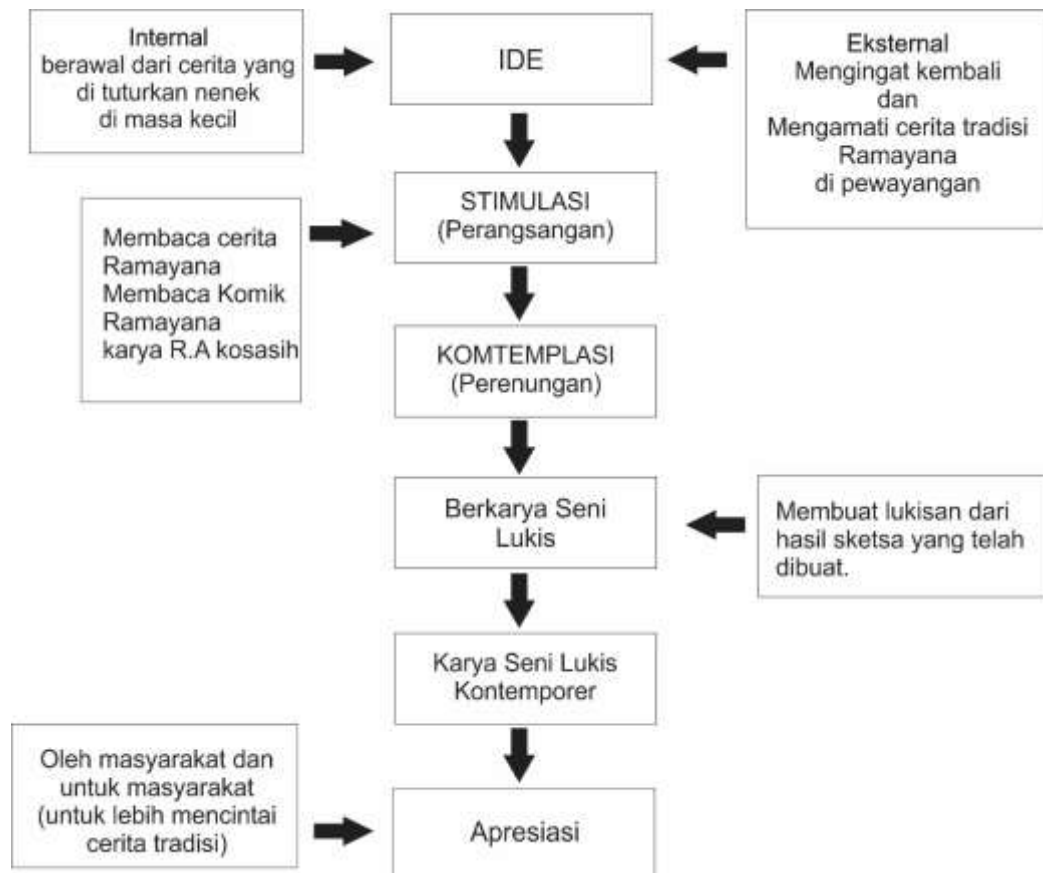 Internal
berawal dari cerita yang
di tuturkan nenek
di masa kecil
IDE
Eksternal
Mengingat kembali
dan
Mengamati cerita tradisi
Ramayana
di pewayangan
STIMULASI
(Perangsangan)
Membaca cerita
Ramayana
Membaca Komik
Ramayana
karya R.A kosasih
KOMTEMPLASI
(Perenungan)
Berkarya Seni
Lukis
Membuat lukisan dari
hasil sketsa yang telah
dibuat.
Karya Seni Lukis
Kontemporer
Oleh masyarakat dan
untuk masyarakat
(untuk lebih mencintai
cerita tradisi)
Apresiasi